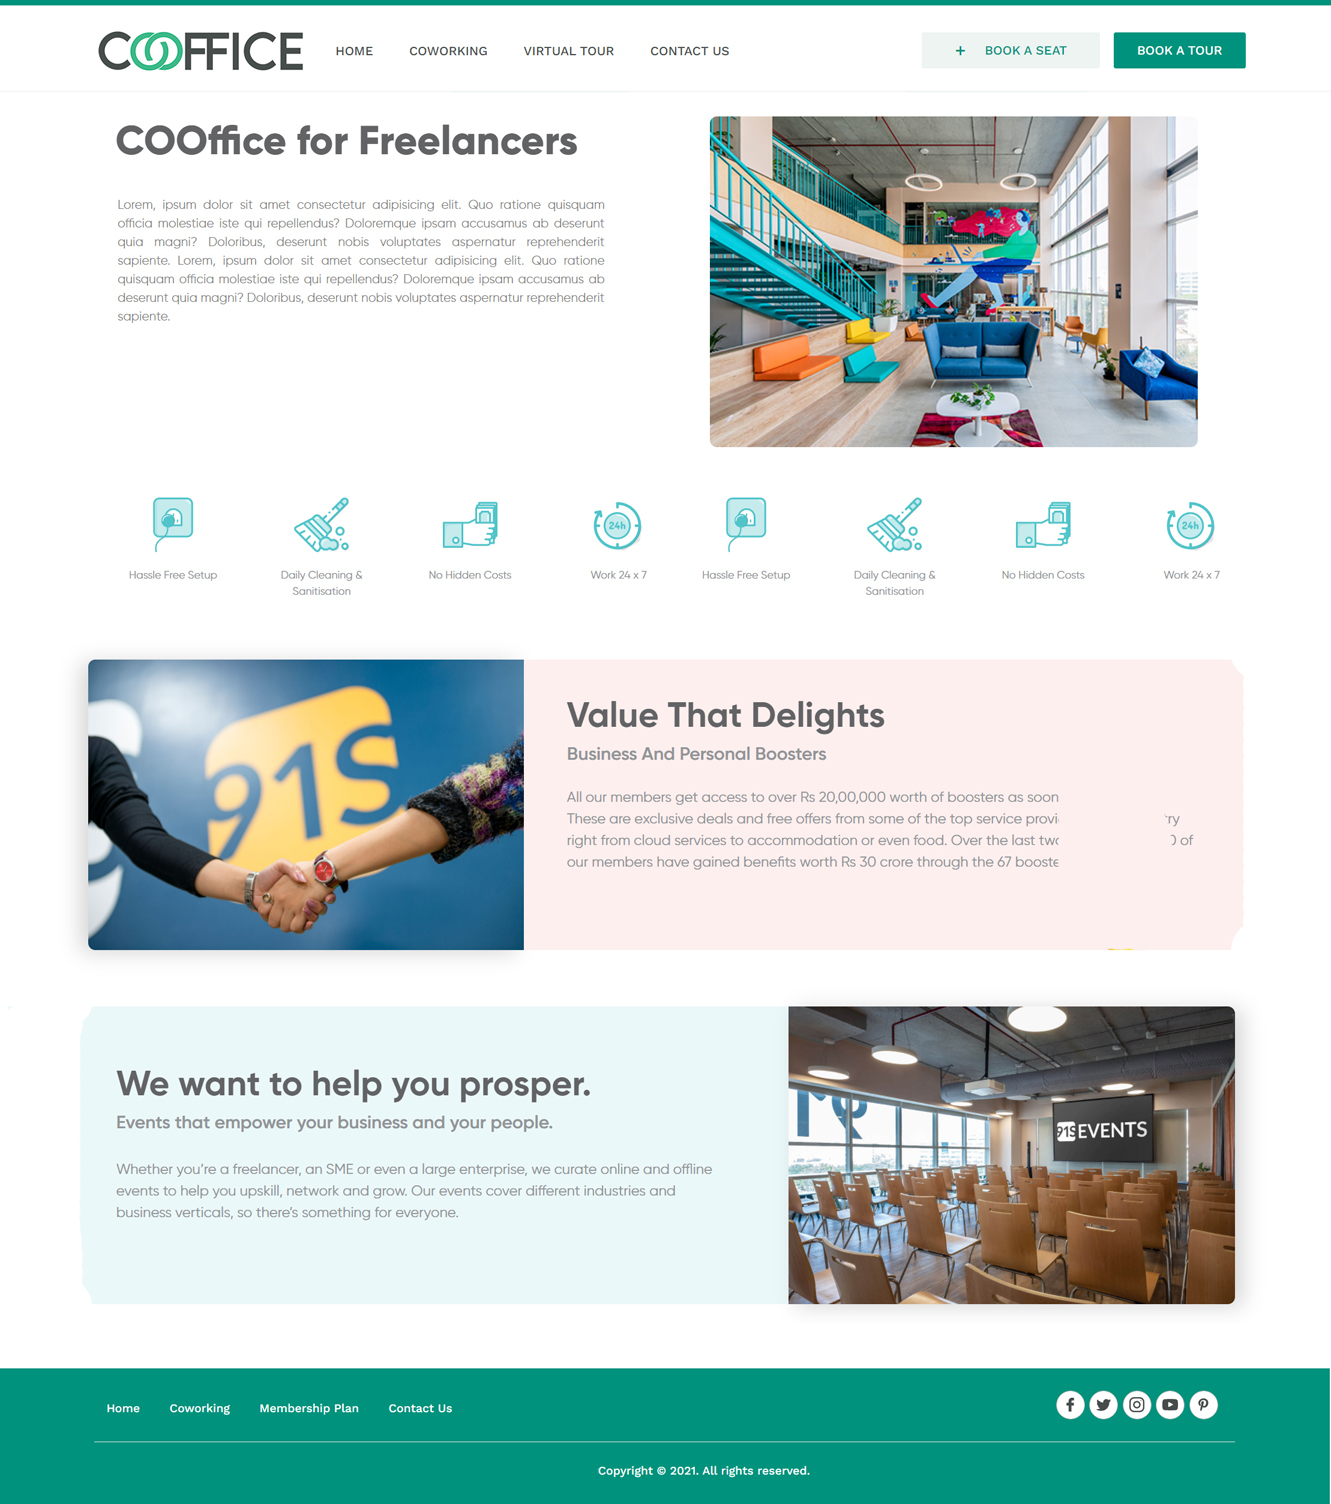 COOFFICE
HOME
COWORKING
VIRTUAL TOUR
CONTACT US
+ BOOK A SEAT
BOOK A TOUR
COOffice for Freelancers
Lorem, ipsum dolor sit amet consectetur adipisicing elit. Quo ratione quisquam
officia molestiae iste qui repellendus? Doloremque ipsam accusamus ab deserunt
quia magni? Doloribus, deserunt nobis voluptates aspernatur reprehenderit
sapiente. Lorem, ipsum dolor sit amet consectetur adipisicing elit. Quo ratione
quisquam officia molestiae iste qui repellendus? Doloremque ipsam accusamus ab
deserunt quia magni? Doloribus, deserunt nobis voluptates aspernatur reprehenderit
sapiente.
24h
24h
Hassle Free Setup
Daily Cleaning &
Sanitisation
No Hidden Costs
Work 24 x 7
Hassle Free Setup
Daily Cleaning &
Sanitisation
No Hidden Costs
Work 24 x 7
91S
Value That Delights
Business And Personal Boosters
All our members get access to over Rs 20,00,000 worth of boosters as soon
These are exclusive deals and free offers from some of the top service
right from cloud services to accommodation or even food. Over the last of
our members have gained benefits worth Rs 30 crore through the 67
We want to help you prosper.
Events that empower your business and your people.
Whether you're a freelancer, an SME or even a large enterprise, we curate online and offline
events to help you upskill, network and grow. Our events cover different industries and
business verticals, so there's something for everyone.
91S EVENTS
Home
Coworking
Membership Plan
Contact Us
Copyright © 2021. All rights reserved.